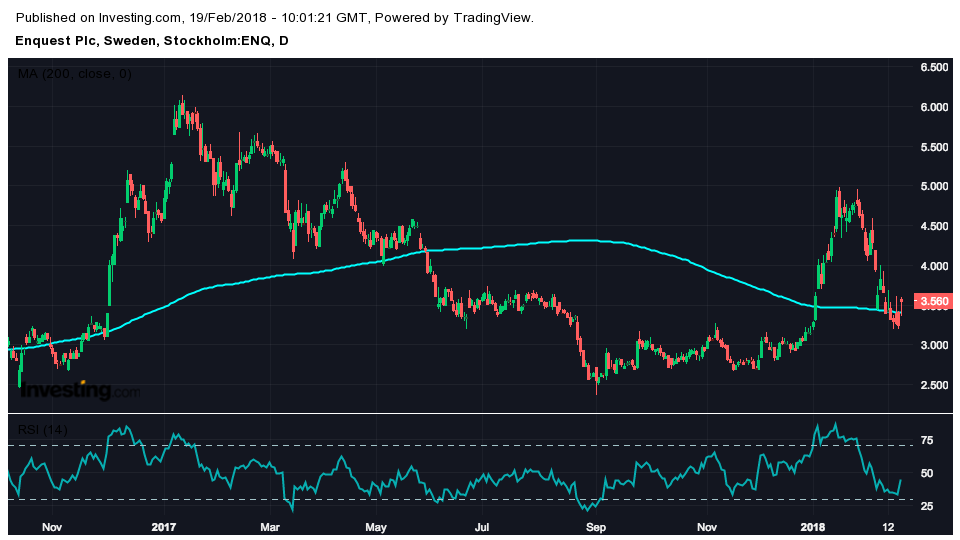 Published on Investing.com, 19/Feb/2018 - 10:01:21 GMT, Powered by TradingView.
Enquest Plc, Sweden, Stockholm:ENQ, D
MA (200, close, 0)
6.500
6.000
5.500
5.000
4.500
4.000
3.560
3.000
2.500
Investing.com
RSI (14)
75
50
25
Nov 2017 Mar May Jul Sep Nov 2018 12